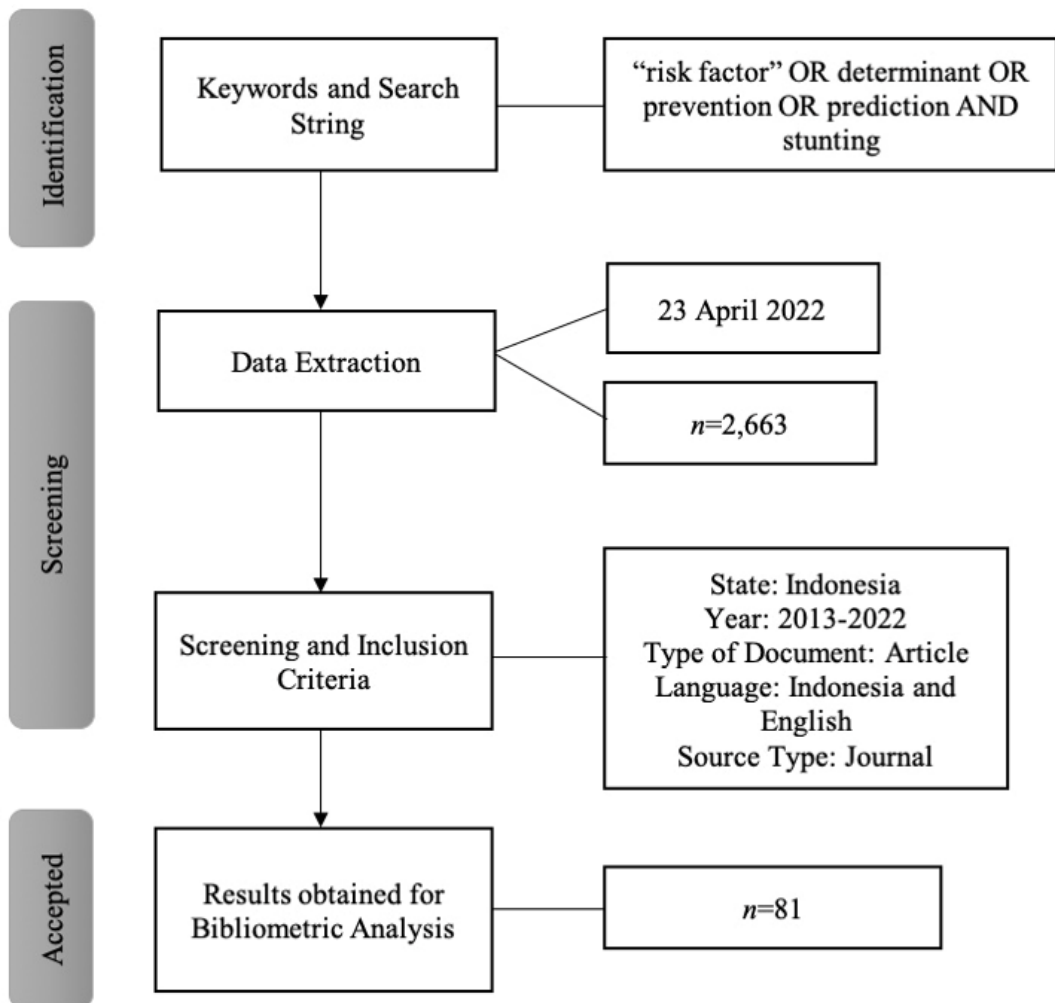 Identification
Keywords and Search
String
“risk factor” OR determinant OR
prevention OR prediction AND
stunting
Screening
Data Extraction
23 April 2022
n=2,663
Screening and Inclusion
Criteria
State: Indonesia
Year: 2013-2022
Type of Document: Article
Language: Indonesia and
English
Source Type: Journal
Accepted
Results obtained for
Bibliometric Analysis
n=81